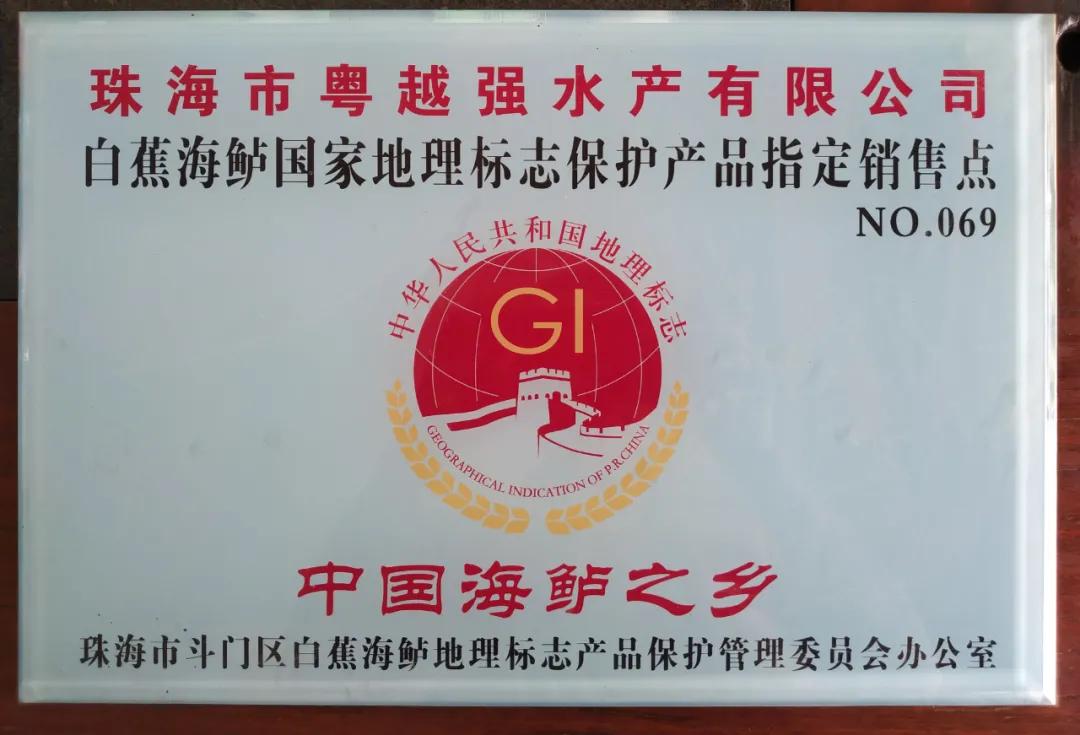 珠海市粤越强水产有限公司
白蕉海鲈国家地理标志保护产品指定销售点
NO.069
中华人民共和国地理标志
GI
GEOGRAPHICAL INDICATION OF P.R.CHINA
中国海鲈之乡
珠海市斗门区白蕉海鲈地理标志产品保护管理委员会办公室